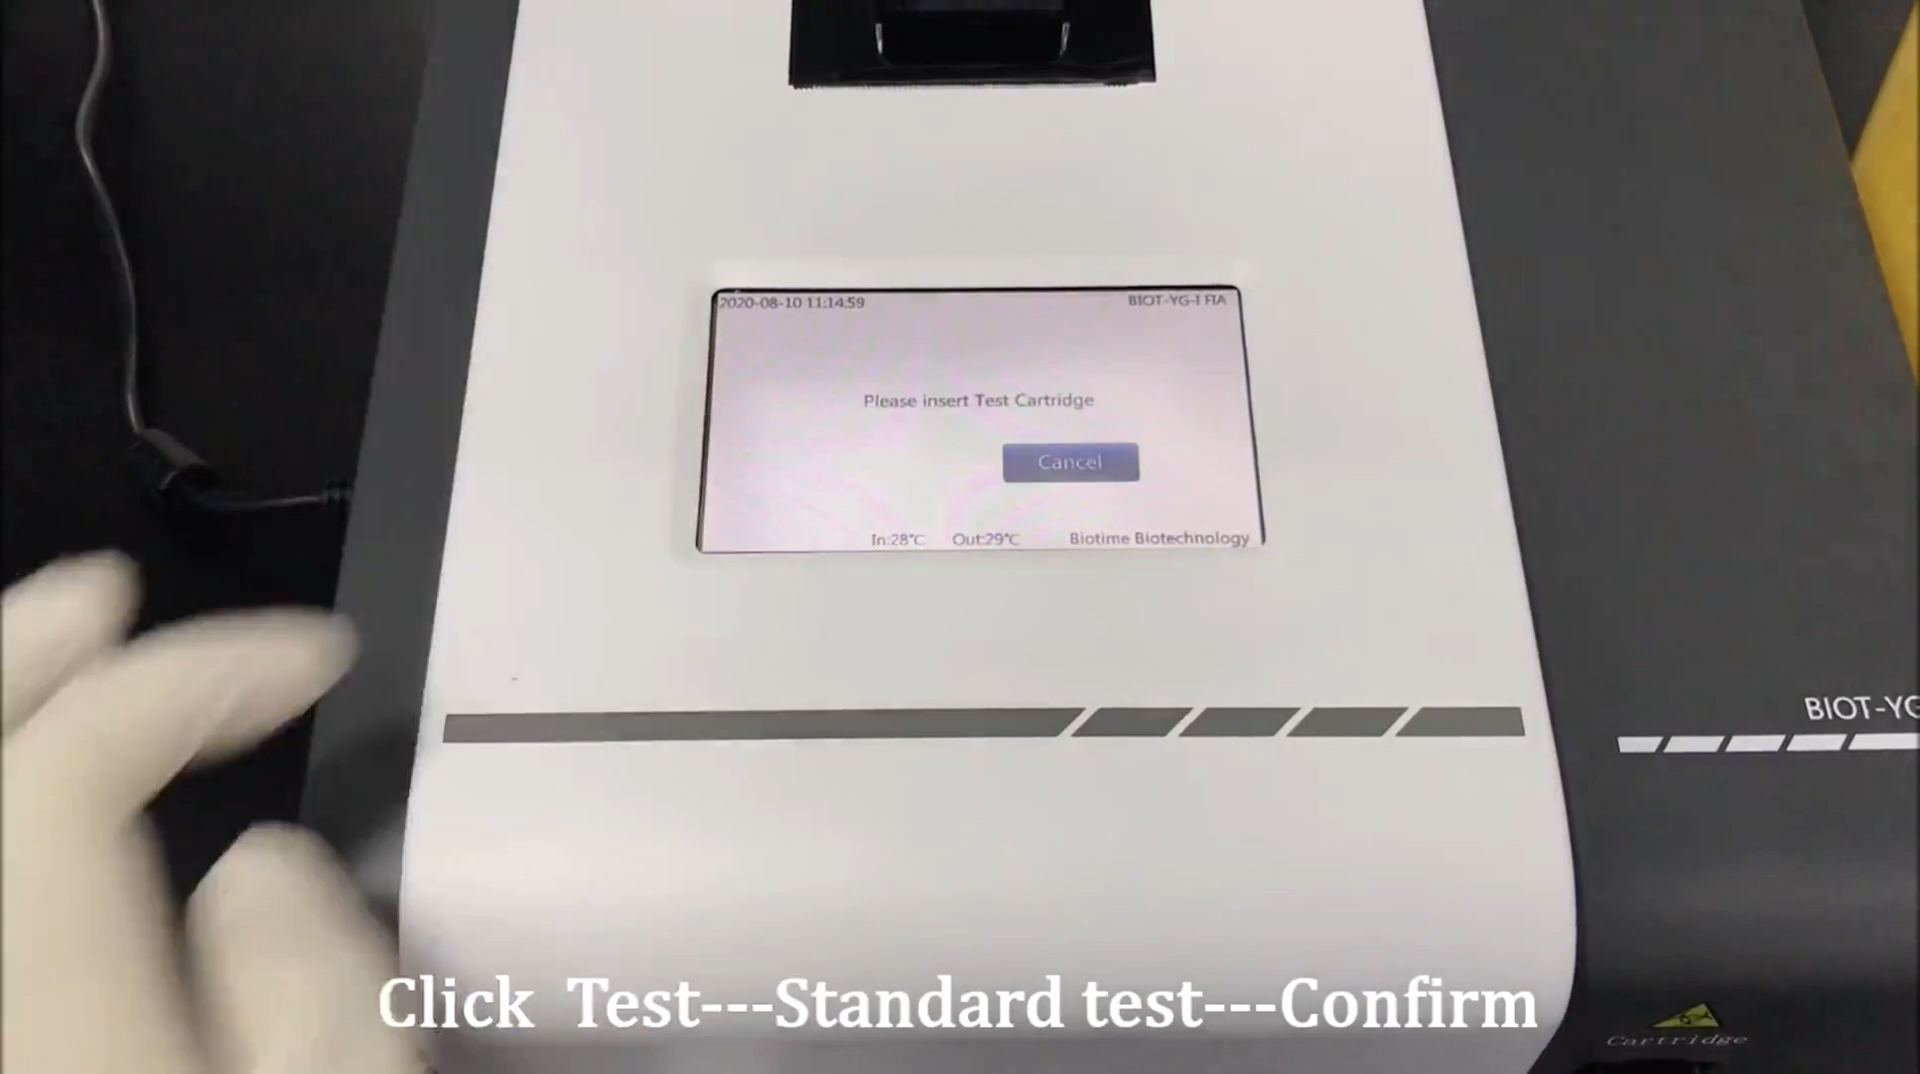 2020-08-10 11:14:59
BIOT-YG-I FIA
Please insert Test Cartridge
Cancel
In:28°C Out:29°C Biotime Biotechnology
BIOT-YG
Cartridge
Click Test---Standard test---Confirm